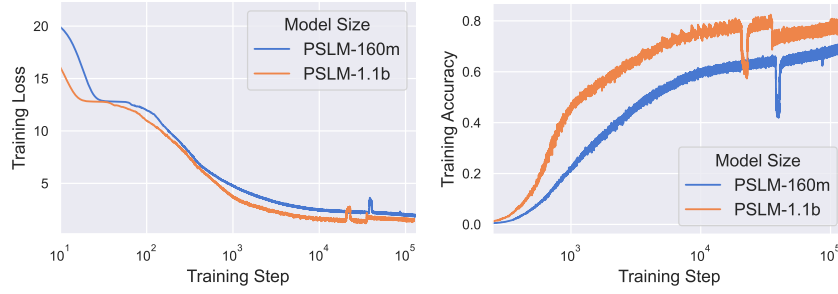 Training Loss
20
15
10
5
Model Size
PSLM-160m
PSLM-1.1b
10^1
10^2
10^3
10^4
10^5
Training Step
Training Accuracy
0.8
0.6
0.4
0.2
0.0
Model Size
PSLM-160m
PSLM-1.1b
10^3
10^4
10^5
Training Step